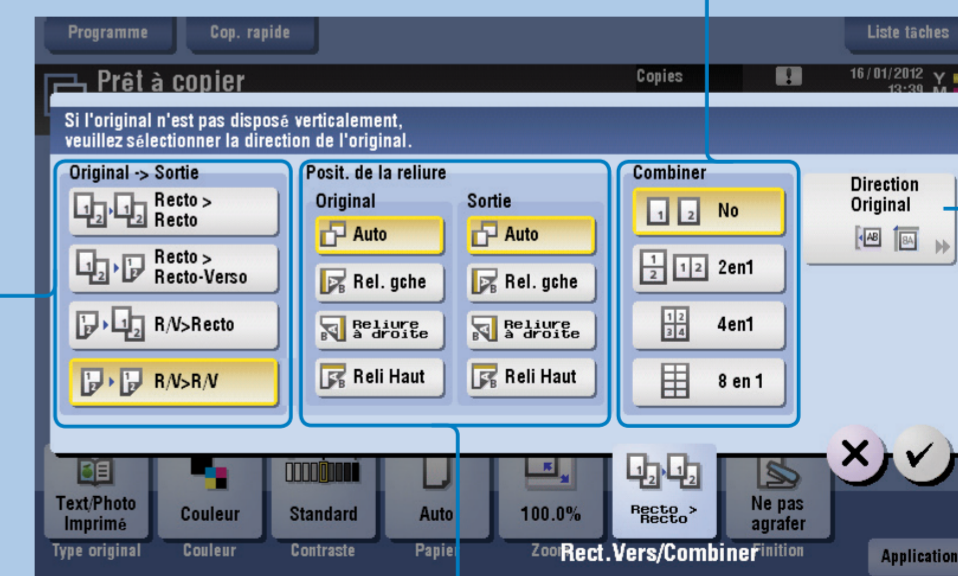 Programme
Cop. rapide
Liste tâches
Prêt à copier
Copies
16/01/2012
13:39
Y
M
Si l'original n'est pas disposé verticalement,
veuillez sélectionner la direction de l'original.
Original -> Sortie
Recto >
Recto
Recto >
Recto-Verso
R/V>Recto
R/V>R/V
Posit. de la reliure
Original
Auto
Rel. gche
Reliure
à droite
Reli Haut
Sortie
Auto
Rel. gche
Reliure
à droite
Reli Haut
Combiner
No
2en1
4en1
8 en 1
Direction
Original
Text/Photo
Imprimé
Type original
Couleur
Couleur
Standard
Contraste
Auto
Papier
100.0%
Zoom
Recto >
Recto
Rect.Vers/Combiner
Ne pas
agrafer
Finition
Application